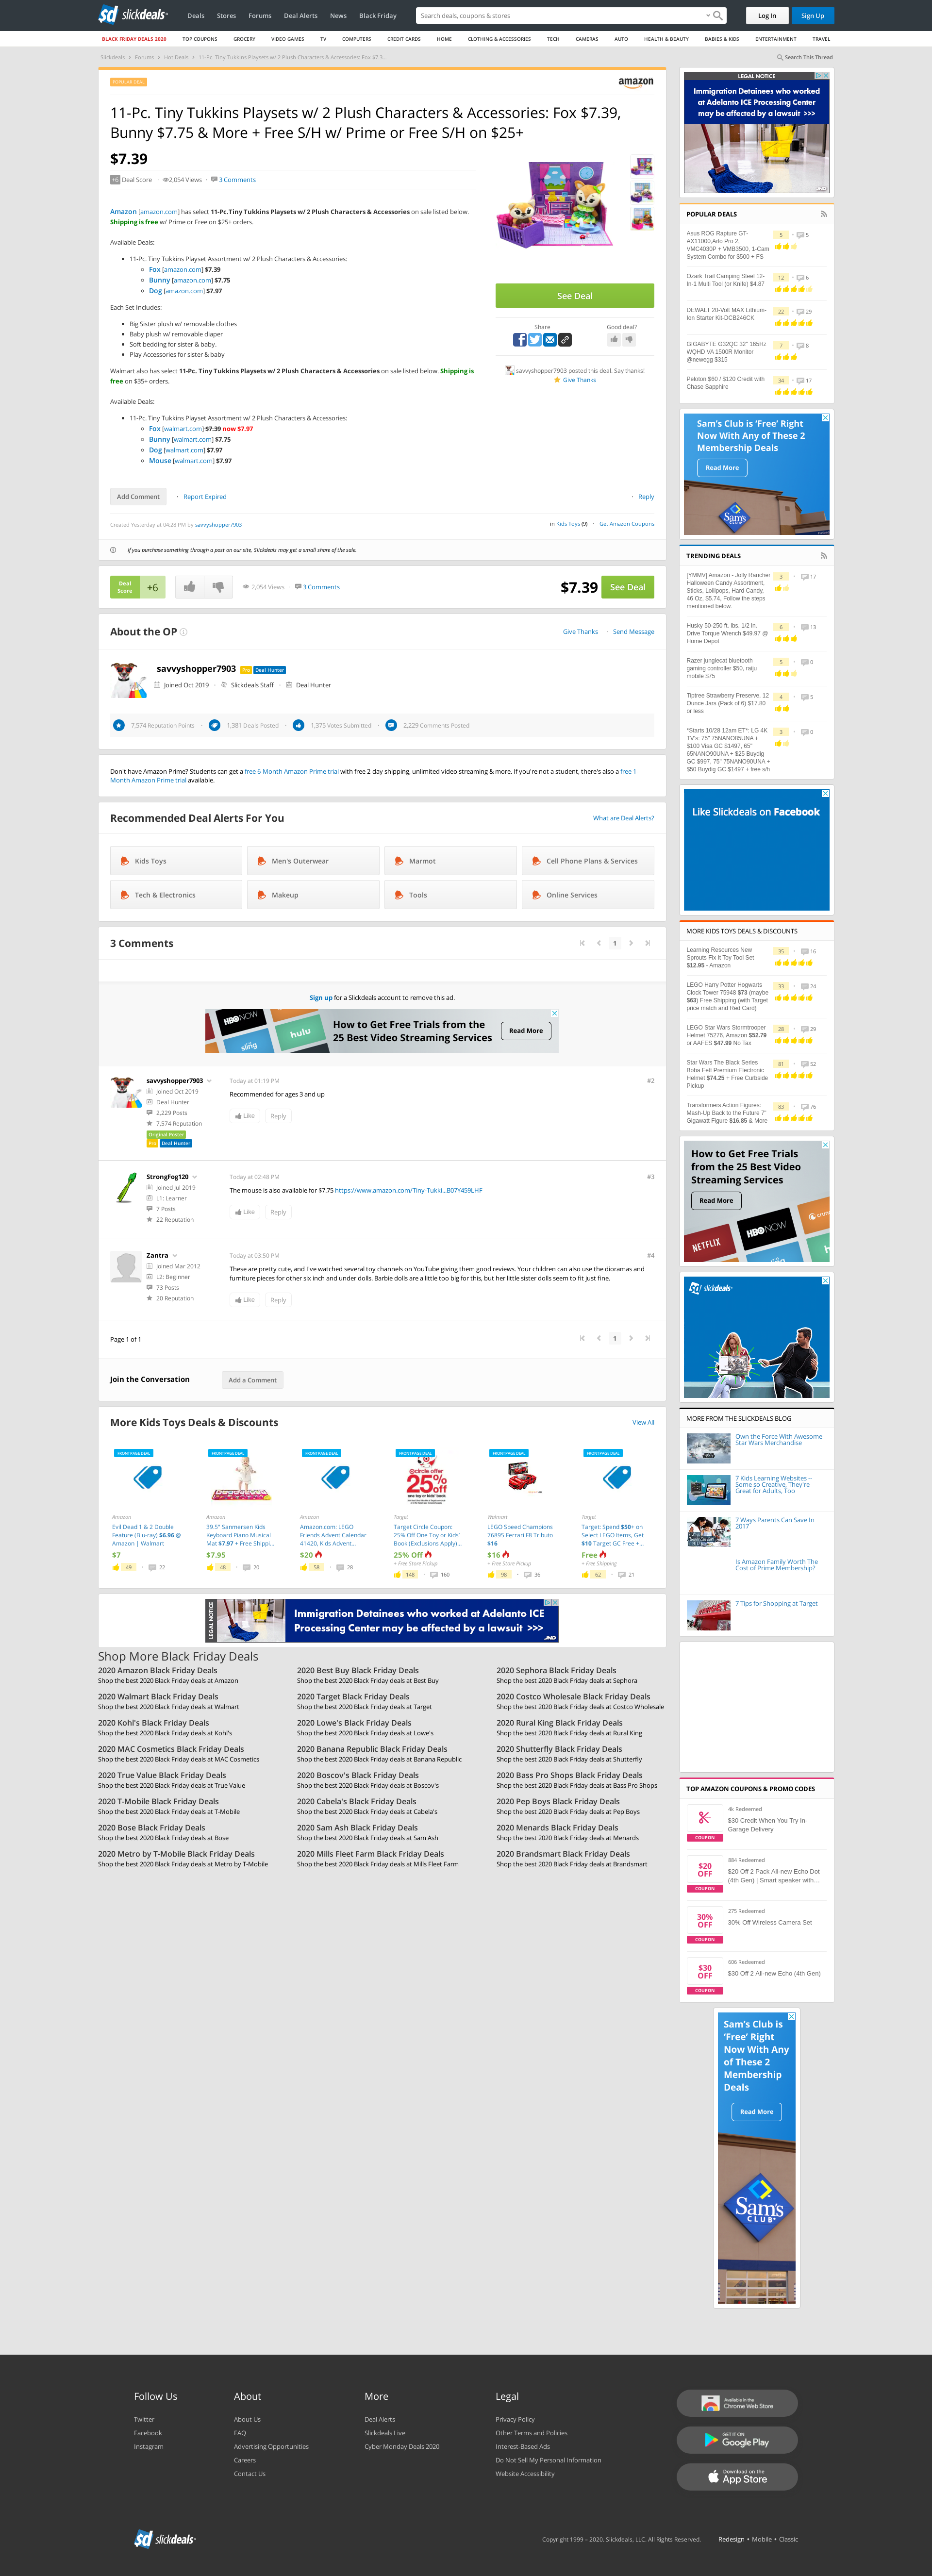 slickdeals
Deals
Stores
Forums
Deal Alerts
News
Black Friday
Search deals, coupons & stores
Log In
Sign Up
BLACK FRIDAY DEALS 2020
TOP COUPONS
GROCERY
VIDEO GAMES
TV
COMPUTERS
CREDIT CARDS
HOME
CLOTHING & ACCESSORIES
TECH
CAMERAS
AUTO
HEALTH & BEAUTY
BABIES & KIDS
ENTERTAINMENT
TRAVEL
Slickdeals > Forums > Hot Deals > 11-Pc. Tiny Tukkins Playsets w/ 2 Plush Characters & Accessories: Fox $7.3...
Search This Thread
POPULAR DEAL
amazon
11-Pc. Tiny Tukkins Playsets w/ 2 Plush Characters & Accessories: Fox $7.39,
Bunny $7.75 & More + Free S/H w/ Prime or Free S/H on $25+
$7.39
+6 Deal Score
2,054 Views
3 Comments
Amazon [amazon.com] has select 11-Pc.Tiny Tukkins Playsets w/ 2 Plush Characters & Accessories on sale listed below.
Shipping is free w/ Prime or Free on $25+ orders.
Available Deals:
11-Pc. Tiny Tukkins Playset Assortment w/ 2 Plush Characters & Accessories:
Fox [amazon.com] $7.39
Bunny [amazon.com] $7.75
Dog [amazon.com] $7.97
Each Set Includes:
Big Sister plush w/ removable clothes
Baby plush w/ removable diaper
Soft bedding for sister & baby.
Play Accessories for sister & baby
Walmart also has select 11-Pc. Tiny Tukkins Playsets w/ 2 Plush Characters & Accessories on sale listed below. Shipping is
free on $35+ orders.
Available Deals:
11-Pc. Tiny Tukkins Playset Assortment w/ 2 Plush Characters & Accessories:
Fox [walmart.com] $7.39 now $7.97
Bunny [walmart.com] $7.75
Dog [walmart.com] $7.97
Mouse [walmart.com] $7.97
See Deal
Share
Good deal?
savvyshopper7903 posted this deal. Say thanks!
Give Thanks
Add Comment
Report Expired
Reply
Created Yesterday at 04:28 PM by savvyshopper7903
in Kids Toys (9)
Get Amazon Coupons
If you purchase something through a post on our site, Slickdeals may get a small share of the sale.
Deal
Score
+6
2,054 Views
3 Comments
$7.39
See Deal
About the OP
Give Thanks
Send Message
savvyshopper7903 Pro Deal Hunter
Joined Oct 2019
Slickdeals Staff
Deal Hunter
7,574 Reputation Points
1,381 Deals Posted
1,375 Votes Submitted
2,229 Comments Posted
Don't have Amazon Prime? Students can get a free 6-Month Amazon Prime trial with free 2-day shipping, unlimited video streaming & more. If you're not a student, there's also a free 1-
Month Amazon Prime trial available.
Recommended Deal Alerts For You
What are Deal Alerts?
Kids Toys
Men's Outerwear
Marmot
Cell Phone Plans & Services
Tech & Electronics
Makeup
Tools
Online Services
3 Comments
1
Sign up for a Slickdeals account to remove this ad.
HBO NOW
hulu
sling
How to Get Free Trials from the
25 Best Video Streaming Services
Read More
savvyshopper7903
Joined Oct 2019
Deal Hunter
2,229 Posts
7,574 Reputation
Original Poster
Pro Deal Hunter
Today at 01:19 PM
#2
Recommended for ages 3 and up
Like
Reply
StrongFog120
Joined Jul 2019
L1: Learner
7 Posts
22 Reputation
Today at 02:48 PM
#3
The mouse is also available for $7.75 https://www.amazon.com/Tiny-Tukki...B07Y4S9LHF
Like
Reply
Zantra
Joined Mar 2012
L2: Beginner
73 Posts
20 Reputation
Today at 03:50 PM
#4
These are pretty cute, and I've watched several toy channels on YouTube giving them good reviews. Your children can also use the dioramas and
furniture pieces for other six inch and under dolls. Barbie dolls are a little too big for this, but her little sister dolls seem to fit just fine.
Like
Reply
Page 1 of 1
1
Join the Conversation
Add a Comment
More Kids Toys Deals & Discounts
View All
FRONTPAGE DEAL
Amazon
Evil Dead 1 & 2 Double
Feature (Blu-ray) $6.96 @
Amazon | Walmart
$7
49
22
FRONTPAGE DEAL
Amazon
39.5" Sanmersen Kids
Keyboard Piano Musical
Mat $7.97 + Free Shippi...
$7.95
48
20
FRONTPAGE DEAL
Amazon
Amazon.com: LEGO
Friends Advent Calendar
41420, Kids Advent...
$20
58
28
FRONTPAGE DEAL
circle offer
25% off
Target
Target Circle Coupon:
25% Off One Toy or Kids'
Book (Exclusions Apply)...
25% Off
+ Free Store Pickup
148
160
FRONTPAGE DEAL
Walmart
LEGO Speed Champions
76895 Ferrari F8 Tributo
$16
$16
+ Free Store Pickup
98
36
FRONTPAGE DEAL
Target
Target: Spend $50+ on
Select LEGO Items, Get
$10 Target GC Free + ...
Free
+ Free Shipping
62
21
LEGAL NOTICE
Immigration Detainees who worked at Adelanto ICE
Processing Center may be affected by a lawsuit >>>
JND
Shop More Black Friday Deals
2020 Amazon Black Friday Deals
Shop the best 2020 Black Friday deals at Amazon
2020 Best Buy Black Friday Deals
Shop the best 2020 Black Friday deals at Best Buy
2020 Sephora Black Friday Deals
Shop the best 2020 Black Friday deals at Sephora
2020 Walmart Black Friday Deals
Shop the best 2020 Black Friday deals at Walmart
2020 Target Black Friday Deals
Shop the best 2020 Black Friday deals at Target
2020 Costco Wholesale Black Friday Deals
Shop the best 2020 Black Friday deals at Costco Wholesale
2020 Kohl's Black Friday Deals
Shop the best 2020 Black Friday deals at Kohl's
2020 Lowe's Black Friday Deals
Shop the best 2020 Black Friday deals at Lowe's
2020 Rural King Black Friday Deals
Shop the best 2020 Black Friday deals at Rural King
2020 MAC Cosmetics Black Friday Deals
Shop the best 2020 Black Friday deals at MAC Cosmetics
2020 Banana Republic Black Friday Deals
Shop the best 2020 Black Friday deals at Banana Republic
2020 Shutterfly Black Friday Deals
Shop the best 2020 Black Friday deals at Shutterfly
2020 True Value Black Friday Deals
Shop the best 2020 Black Friday deals at True Value
2020 Boscov's Black Friday Deals
Shop the best 2020 Black Friday deals at Boscov's
2020 Bass Pro Shops Black Friday Deals
Shop the best 2020 Black Friday deals at Bass Pro Shops
2020 T-Mobile Black Friday Deals
Shop the best 2020 Black Friday deals at T-Mobile
2020 Cabela's Black Friday Deals
Shop the best 2020 Black Friday deals at Cabela's
2020 Pep Boys Black Friday Deals
Shop the best 2020 Black Friday deals at Pep Boys
2020 Bose Black Friday Deals
Shop the best 2020 Black Friday deals at Bose
2020 Sam Ash Black Friday Deals
Shop the best 2020 Black Friday deals at Sam Ash
2020 Menards Black Friday Deals
Shop the best 2020 Black Friday deals at Menards
2020 Metro by T-Mobile Black Friday Deals
Shop the best 2020 Black Friday deals at Metro by T-Mobile
2020 Mills Fleet Farm Black Friday Deals
Shop the best 2020 Black Friday deals at Mills Fleet Farm
2020 Brandsmart Black Friday Deals
Shop the best 2020 Black Friday deals at Brandsmart
LEGAL NOTICE
Immigration Detainees who worked
at Adelanto ICE Processing Center
may be affected by a lawsuit >>>
JND
POPULAR DEALS
Asus ROG Rapture GT-
AX11000,Arlo Pro 2,
VMC4030P + VMB3500, 1-Cam
System Combo for $500 + FS
5
5
Ozark Trail Camping Steel 12-
In-1 Multi Tool (or Knife) $4.87
12
6
DEWALT 20-Volt MAX Lithium-
Ion Starter Kit-DCB246CK
22
29
GIGABYTE G32QC 32" 165Hz
WQHD VA 1500R Monitor
@newegg $315
7
8
Peloton $60 / $120 Credit with
Chase Sapphire
34
17
Sam's Club is 'Free' Right
Now With Any of These 2
Membership Deals
Read More
Sam's
CLUB
TRENDING DEALS
[YMMV] Amazon - Jolly Rancher
Halloween Candy Assortment,
Sticks, Lollipops, Hard Candy,
46 Oz, $5.74, Follow the steps
mentioned below.
3
17
Husky 50-250 ft. lbs. 1/2 in.
Drive Torque Wrench $49.97 @
Home Depot
6
13
Razer junglecat bluetooth
gaming controller $50, raiju
mobile $75
5
0
Tiptree Strawberry Preserve, 12
Ounce Jars (Pack of 6) $17.80
or less
4
5
*Starts 10/28 12am ET*: LG 4K
TV's: 75" 75NANO85UNA +
$100 Visa GC $1497, 65"
65NANO90UNA + $25 Buydig
GC $997, 75" 75NANO90UNA +
$50 Buydig GC $1497 + free s/h
3
0
Like Slickdeals on Facebook
MORE KIDS TOYS DEALS & DISCOUNTS
Learning Resources New
Sprouts Fix It Toy Tool Set
$12.95 - Amazon
35
16
LEGO Harry Potter Hogwarts
Clock Tower 75948 $73 (maybe
$63) Free Shipping (with Target
price match and Red Card)
33
24
LEGO Star Wars Stormtrooper
Helmet 75276, Amazon $52.79
or AAFES $47.99 No Tax
28
29
Star Wars The Black Series
Boba Fett Premium Electronic
Helmet $74.25 + Free Curbside
Pickup
81
52
Transformers Action Figures:
Mash-Up Back to the Future 7"
Gigawatt Figure $16.85 & More
83
76
How to Get Free Trials
from the 25 Best Video
Streaming Services
Read More
NETFLIX
HBO NOW
slickdeals
MORE FROM THE SLICKDEALS BLOG
Own the Force With Awesome
Star Wars Merchandise
7 Kids Learning Websites --
Some so Creative, They're
Great for Adults, Too
7 Ways Parents Can Save In
2017
Is Amazon Family Worth The
Cost of Prime Membership?
7 Tips for Shopping at Target
TOP AMAZON COUPONS & PROMO CODES
COUPON
4k Redeemed
$30 Credit When You Try In-
Garage Delivery
$20
OFF
COUPON
884 Redeemed
$20 Off 2 Pack All-new Echo Dot
(4th Gen) | Smart speaker with...
30%
OFF
COUPON
275 Redeemed
30% Off Wireless Camera Set
$30
OFF
COUPON
606 Redeemed
$30 Off 2 All-new Echo (4th Gen)
Sam's Club is
'Free' Right
Now With Any
of These 2
Membership
Deals
Read More
Sam's
CLUB
Follow Us
Twitter
Facebook
Instagram
About
About Us
FAQ
Advertising Opportunities
Careers
Contact Us
More
Deal Alerts
Slickdeals Live
Cyber Monday Deals 2020
Legal
Privacy Policy
Other Terms and Policies
Interest-Based Ads
Do Not Sell My Personal Information
Website Accessibility
Available in the
Chrome Web Store
GET IT ON
Google Play
Download on the
App Store
slickdeals
Copyright 1999 – 2020. Slickdeals, LLC. All Rights Reserved.
Redesign • Mobile • Classic